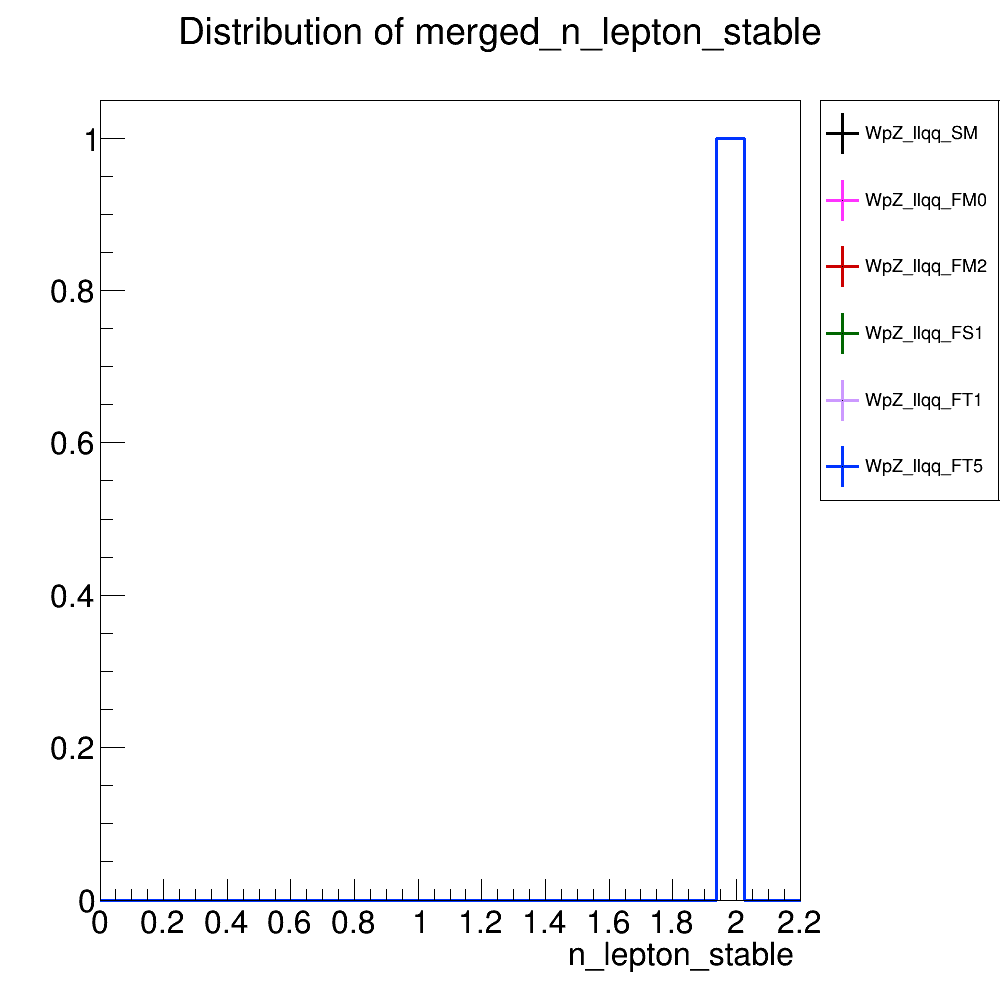 Distribution of merged_n_lepton_stable
1
0.8
0.6
0.4
0.2
0
0 0.2 0.4 0.6 0.8 1 1.2 1.4 1.6 1.8 2 2.2
n_lepton_stable
WpZ_llqq_SM
WpZ_llqq_FM0
WpZ_llqq_FM2
WpZ_llqq_FS1
WpZ_llqq_FT1
WpZ_llqq_FT5